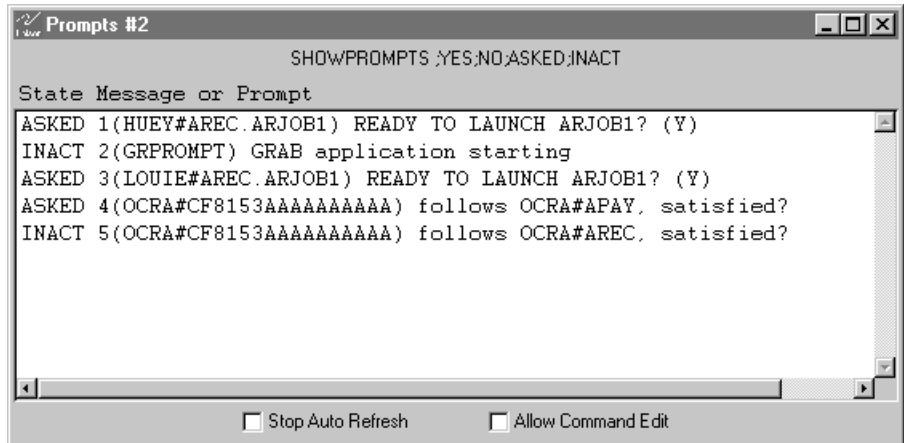 Prompts #2
SHOWPROMPTS ;YES;NO;ASKED;INACT
State Message or Prompt
ASKED 1(HUEY#AREC.ARJOB1) READY TO LAUNCH ARJOB1? (Y)
INACT 2(GRPROMPT) GRAB application starting
ASKED 3(LOUIE#AREC.ARJOB1) READY TO LAUNCH ARJOB1? (Y)
ASKED 4(OCRA#CF8153AAAAAAAAAA) follows OCRA#APAY, satisfied?
INACT 5(OCRA#CF8153AAAAAAAAAA) follows OCRA#AREC, satisfied?
Stop Auto Refresh Allow Command Edit